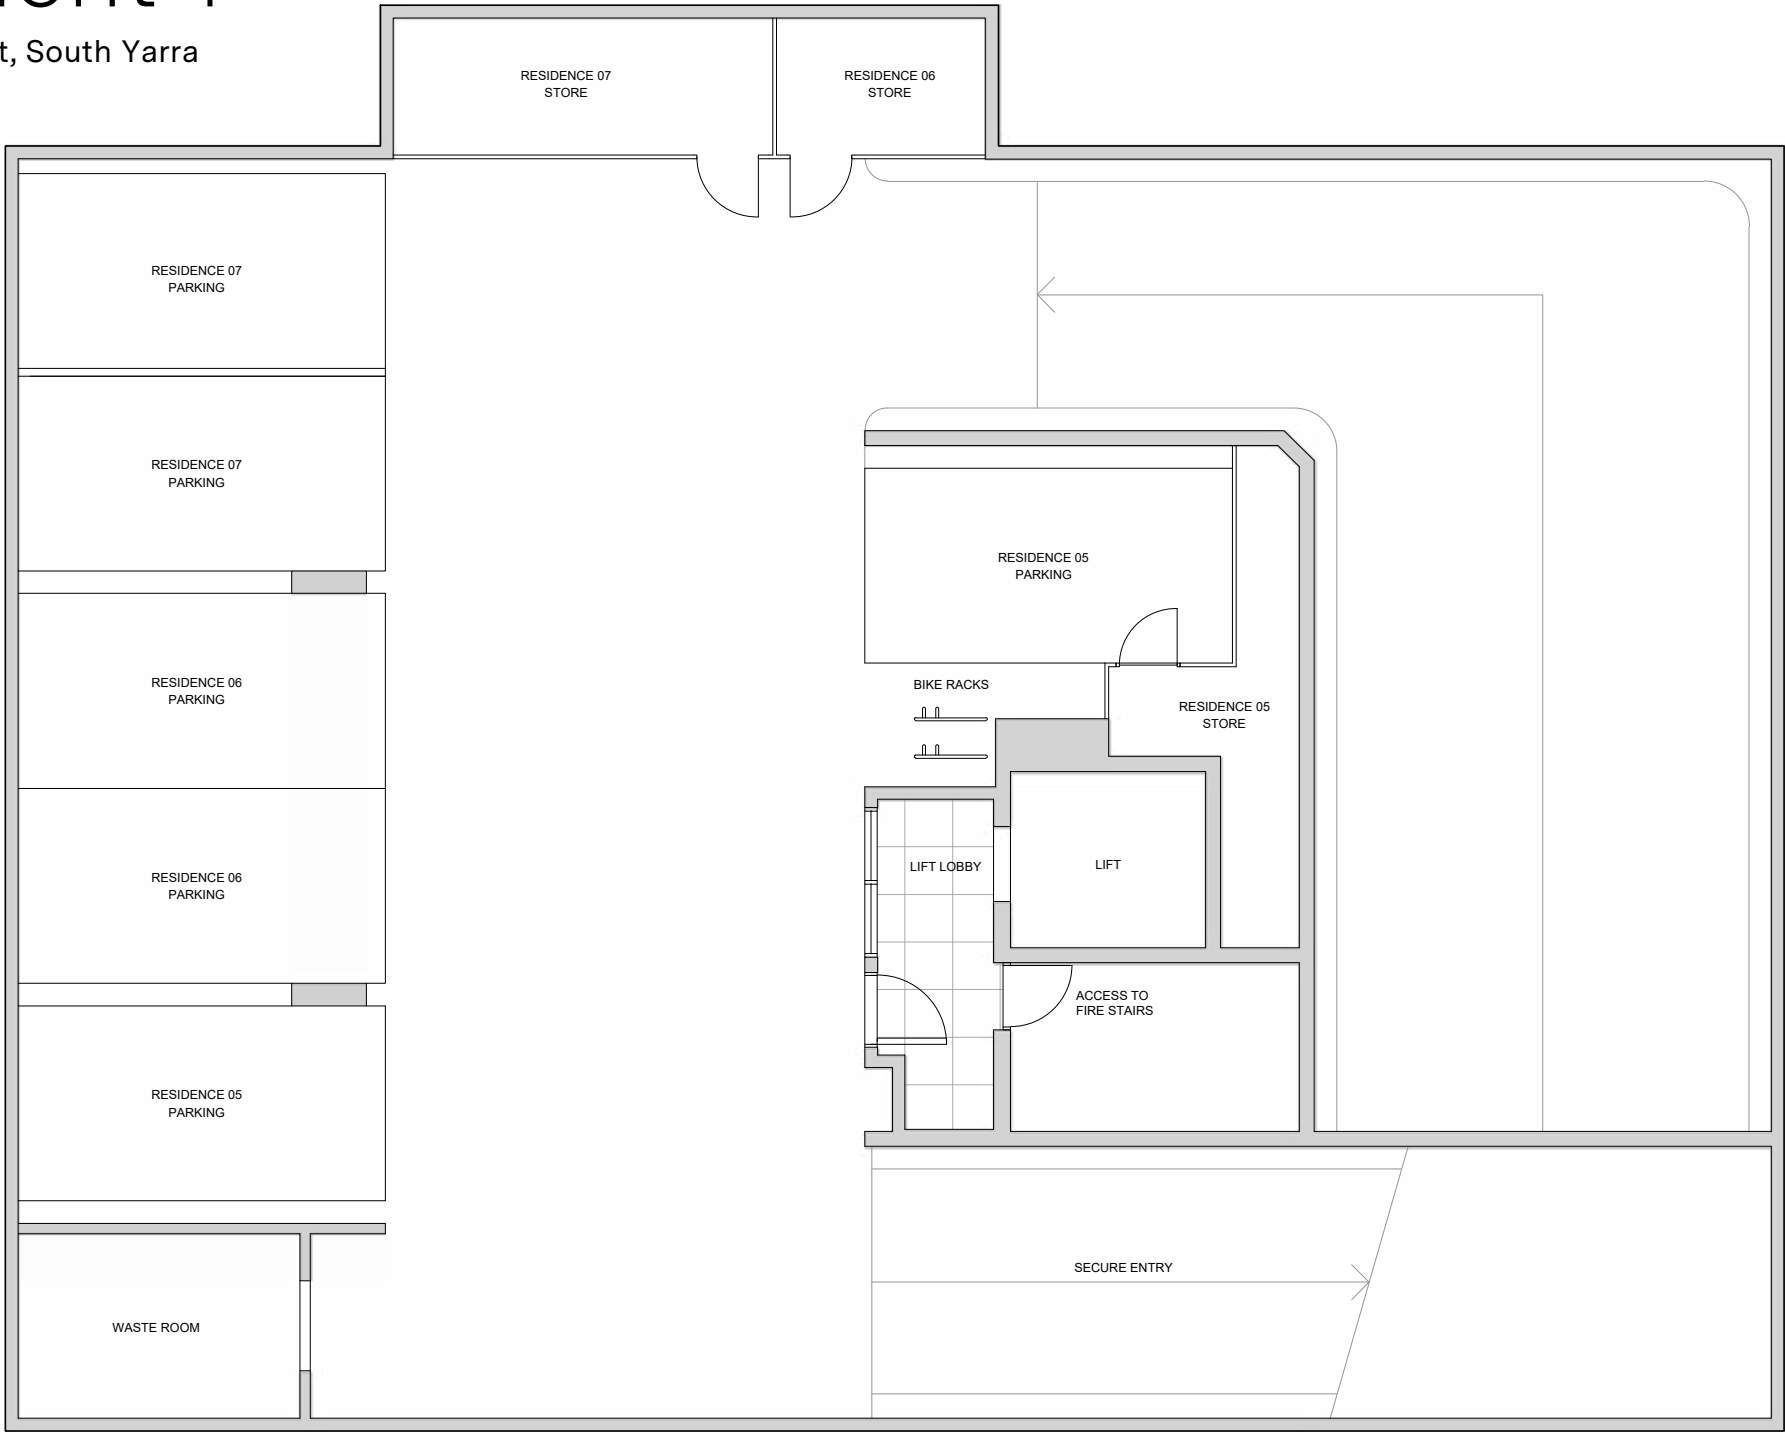 t, South Yarra
RESIDENCE 07
STORE
RESIDENCE 06
STORE
RESIDENCE 07
PARKING
RESIDENCE 07
PARKING
RESIDENCE 05
PARKING
BIKE RACKS
RESIDENCE 06
PARKING
RESIDENCE 05
STORE
LIFT LOBBY
LIFT
RESIDENCE 06
PARKING
ACCESS TO
FIRE STAIRS
RESIDENCE 05
PARKING
SECURE ENTRY
WASTE ROOM